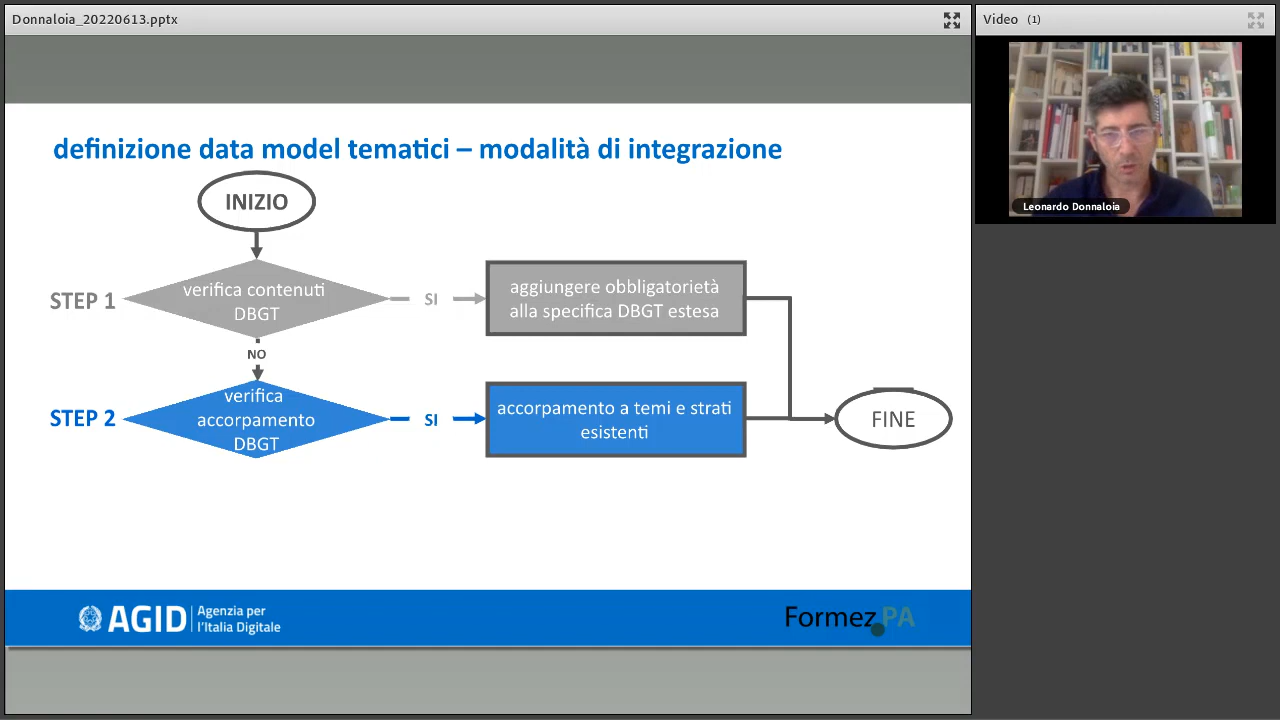 Donnaloia_20220613.pptx
Video (1)
definizione data model tematici – modalità di integrazione
INIZIO
STEP 1
verifica contenuti
DBGT
SI
aggiungere obbligatorietà
alla specifica DBGT estesa
NO
STEP 2
verifica
accorpamento
DBGT
SI
accorpamento a temi e strati
esistenti
FINE
Leonardo Donnaloia
AGID
Agenzia per
l'Italia Digitale
Formez PA